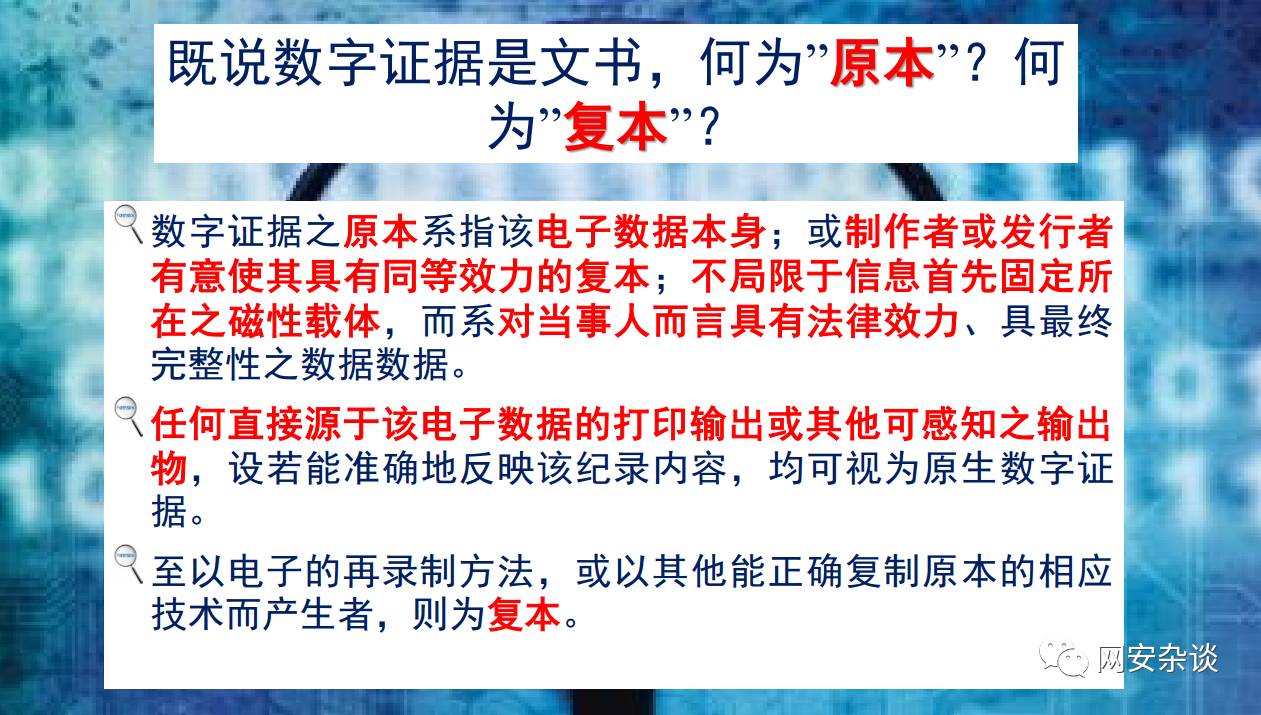 既说数字证据是文书，何为”原本”？何
为”复本”？
数字证据之原本系指该电子数据本身；或制作者或发行者
有意使其具有同等效力的复本；不局限于信息首先固定所
在之磁性载体，而系对当事人而言具有法律效力、具最终
完整性之数据数据。
任何直接源于该电子数据的打印输出或其他可感知之输出
物，设若能准确地反映该纪录内容，均可视为原生数字证
据。
至以电子的再录制方法，或以其他能正确复制原本的相应
技术而产生者，则为复本。
网安杂谈